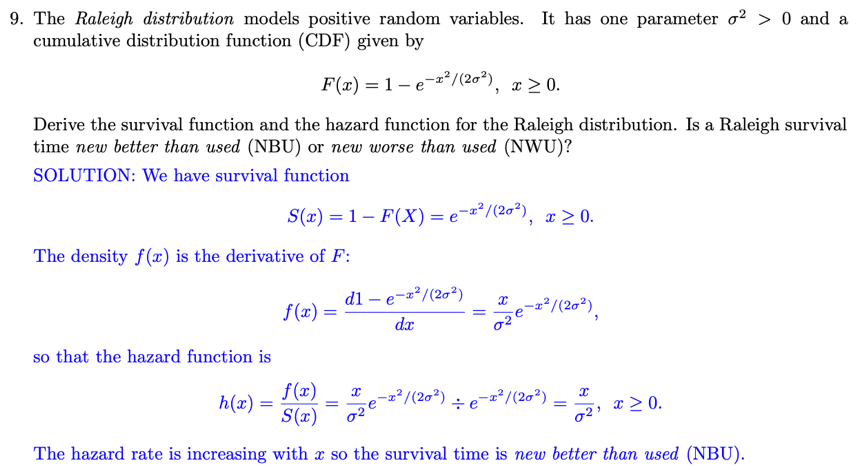 9. The Raleigh distribution models positive random variables. It has one parameter σ² > 0 and a
cumulative distribution function (CDF) given by
F(x) = 1 − e^{−x²/(2σ²)}, x ≥ 0.
Derive the survival function and the hazard function for the Raleigh distribution. Is a Raleigh survival
time new better than used (NBU) or new worse than used (NWU)?
SOLUTION: We have survival function
S(x) = 1 − F(X) = e^{−x²/(2σ²)}, x ≥ 0.
The density f(x) is the derivative of F:
f(x) = \frac{d1 − e^{−x²/(2σ²)}}{dx} = \frac{x}{σ²}e^{−x²/(2σ²)},
so that the hazard function is
h(x) = \frac{f(x)}{S(x)} = \frac{x}{σ²}e^{−x²/(2σ²)} ÷ e^{−x²/(2σ²)} = \frac{x}{σ²}, x ≥ 0.
The hazard rate is increasing with x so the survival time is new better than used (NBU).